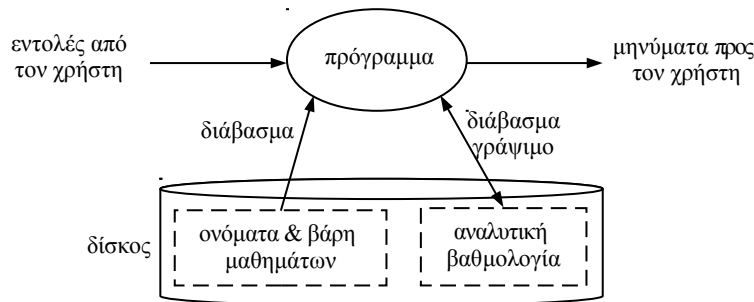 εντολές από
τον χρήστη
πρόγραμμα
μηνύματα προς
τον χρήστη
διάβασμα
διάβασμα
γράψιμο
δίσκος
ονόματα & βάρη
μαθημάτων
αναλυτική
βαθμολογία